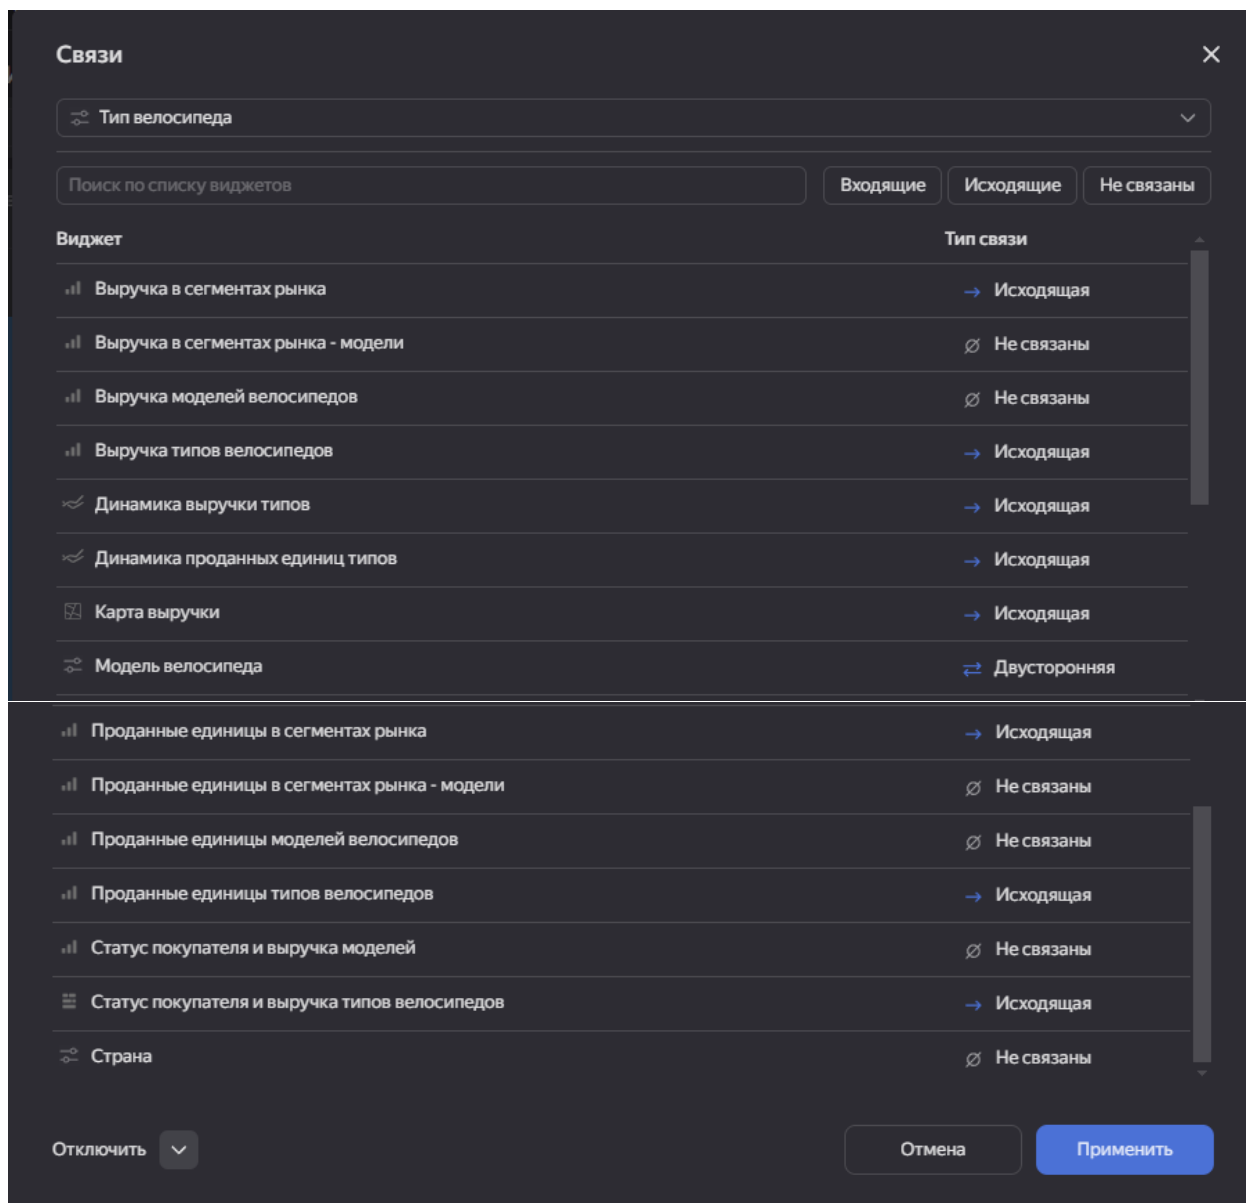 Связи
Тип велосипеда
Поиск по списку виджетов
Входящие
Исходящие
Не связаны
Виджет Тип связи
Выручка в сегментах рынка Исходящая
Выручка в сегментах рынка - модели Не связаны
Выручка моделей велосипедов Не связаны
Выручка типов велосипедов Исходящая
Динамика выручки типов Исходящая
Динамика проданных единиц типов Исходящая
Карта выручки Исходящая
Модель велосипеда Двусторонняя
Проданные единицы в сегментах рынка Исходящая
Проданные единицы в сегментах рынка - модели Не связаны
Проданные единицы моделей велосипедов Не связаны
Проданные единицы типов велосипедов Исходящая
Статус покупателя и выручка моделей Не связаны
Статус покупателя и выручка типов велосипедов Исходящая
Страна Не связаны
Отключить
Отмена
Применить